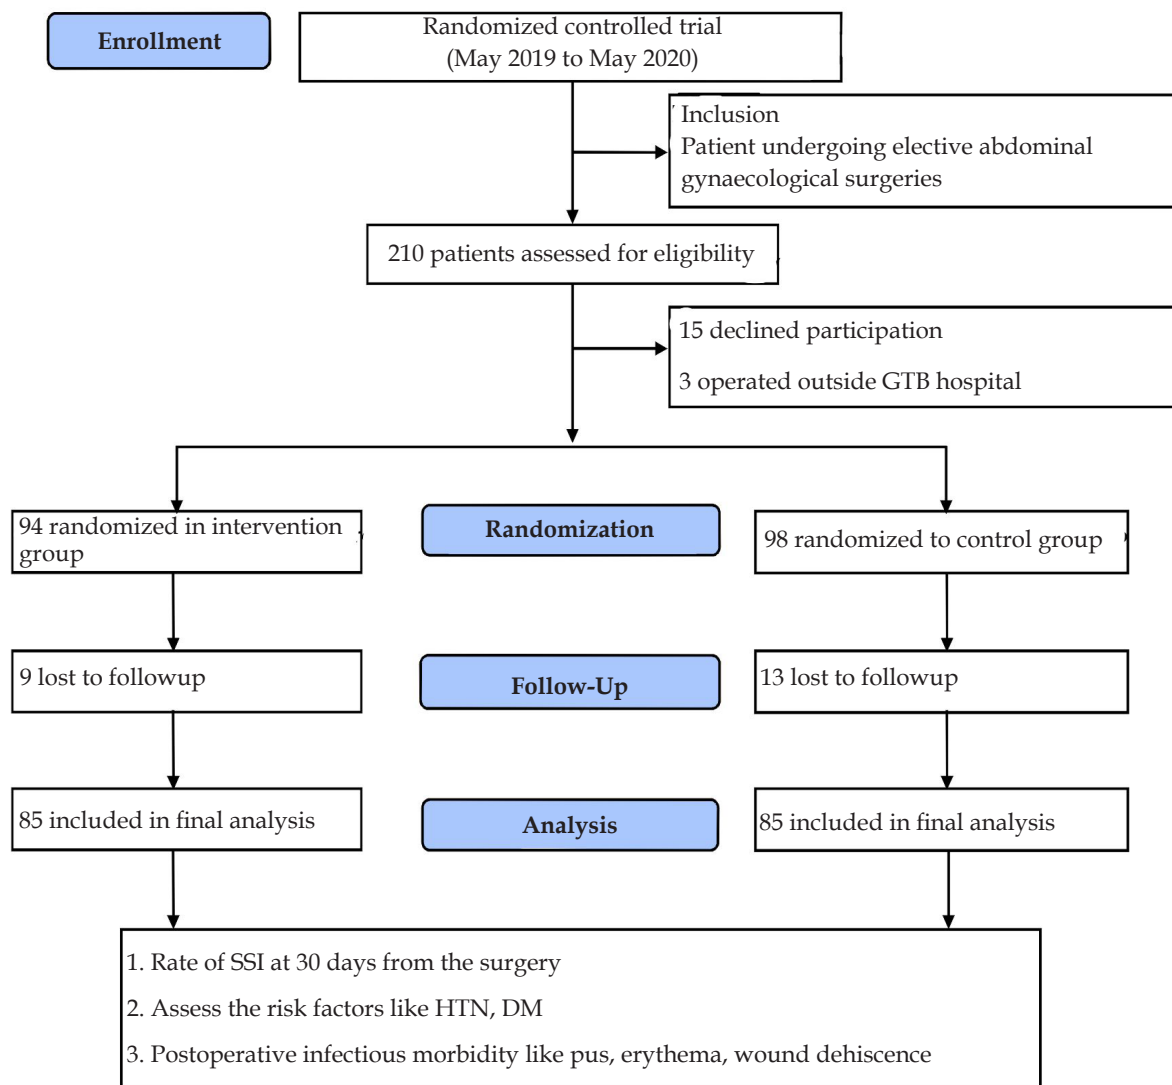 Enrollment
Randomized controlled trial
(May 2019 to May 2020)
Inclusion
Patient undergoing elective abdominal
gynaecological surgeries
210 patients assessed for eligibility
15 declined participation
3 operated outside GTB hospital
94 randomized in intervention
group
Randomization
98 randomized to control group
9 lost to followup
Follow-Up
13 lost to followup
85 included in final analysis
Analysis
85 included in final analysis
1. Rate of SSI at 30 days from the surgery
2. Assess the risk factors like HTN, DM
3. Postoperative infectious morbidity like pus, erythema, wound dehiscence